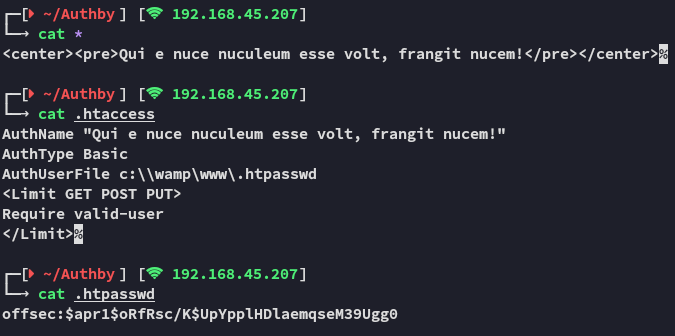 ~/Authby ] [ 192.168.45.207]
cat *
<center><pre>Qui e nuce nuculeum esse volt, frangit nucem!</pre></center>%
~/Authby ] [ 192.168.45.207]
cat .htaccess
AuthName "Qui e nuce nuculeum esse volt, frangit nucem!"
AuthType Basic
AuthUserFile c:\\wamp\www\.htpasswd
<Limit GET POST PUT>
Require valid-user
</Limit>%
~/Authby ] [ 192.168.45.207]
cat .htpasswd
offsec:$apr1$oRfRsc/K$UpYpplHDlaemqseM39Ugg0